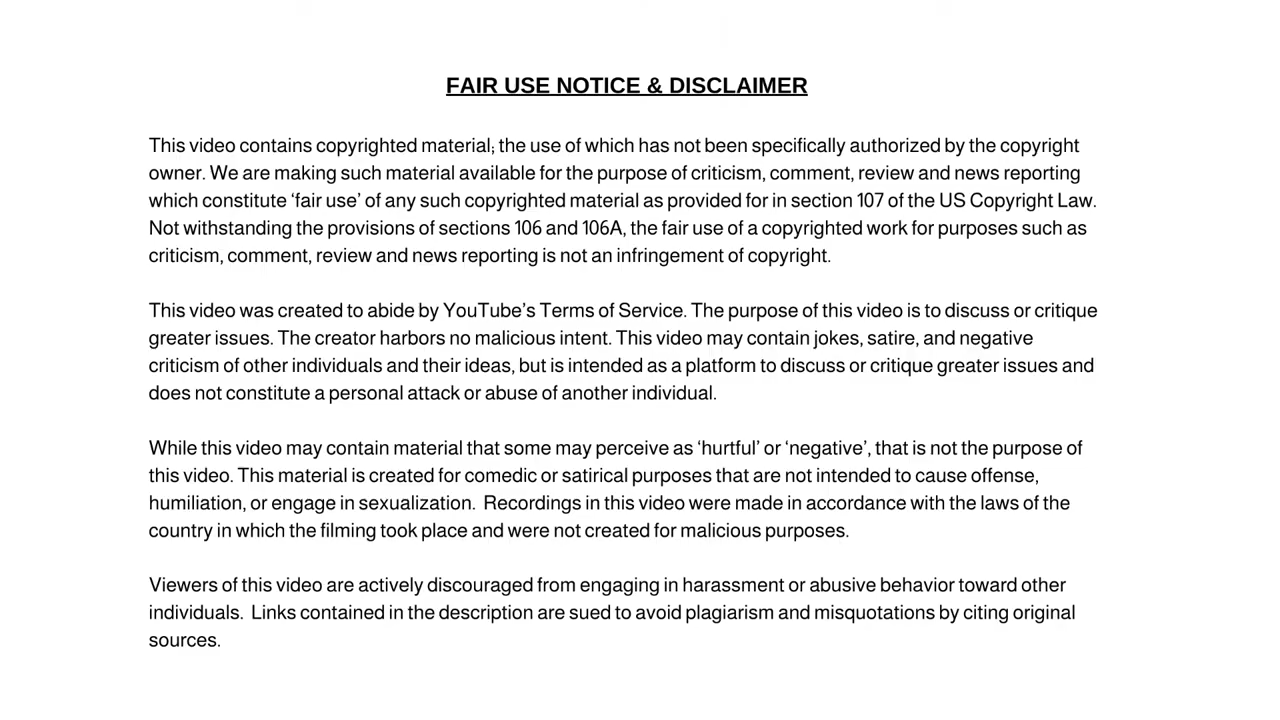 FAIR USE NOTICE & DISCLAIMER
This video contains copyrighted material; the use of which has not been specifically authorized by the copyright
owner. We are making such material available for the purpose of criticism, comment, review and news reporting
which constitute ‘fair use’ of any such copyrighted material as provided for in section 107 of the US Copyright Law.
Not withstanding the provisions of sections 106 and 106A, the fair use of a copyrighted work for purposes such as
criticism, comment, review and news reporting is not an infringement of copyright.
This video was created to abide by YouTube’s Terms of Service. The purpose of this video is to discuss or critique
greater issues. The creator harbors no malicious intent. This video may contain jokes, satire, and negative
criticism of other individuals and their ideas, but is intended as a platform to discuss or critique greater issues and
does not constitute a personal attack or abuse of another individual.
While this video may contain material that some may perceive as ‘hurtful’ or ‘negative’, that is not the purpose of
this video. This material is created for comedic or satirical purposes that are not intended to cause offense,
humiliation, or engage in sexualization.  Recordings in this video were made in accordance with the laws of the
country in which the filming took place and were not created for malicious purposes.
Viewers of this video are actively discouraged from engaging in harassment or abusive behavior toward other
individuals.  Links contained in the description are sued to avoid plagiarism and misquotations by citing original
sources.